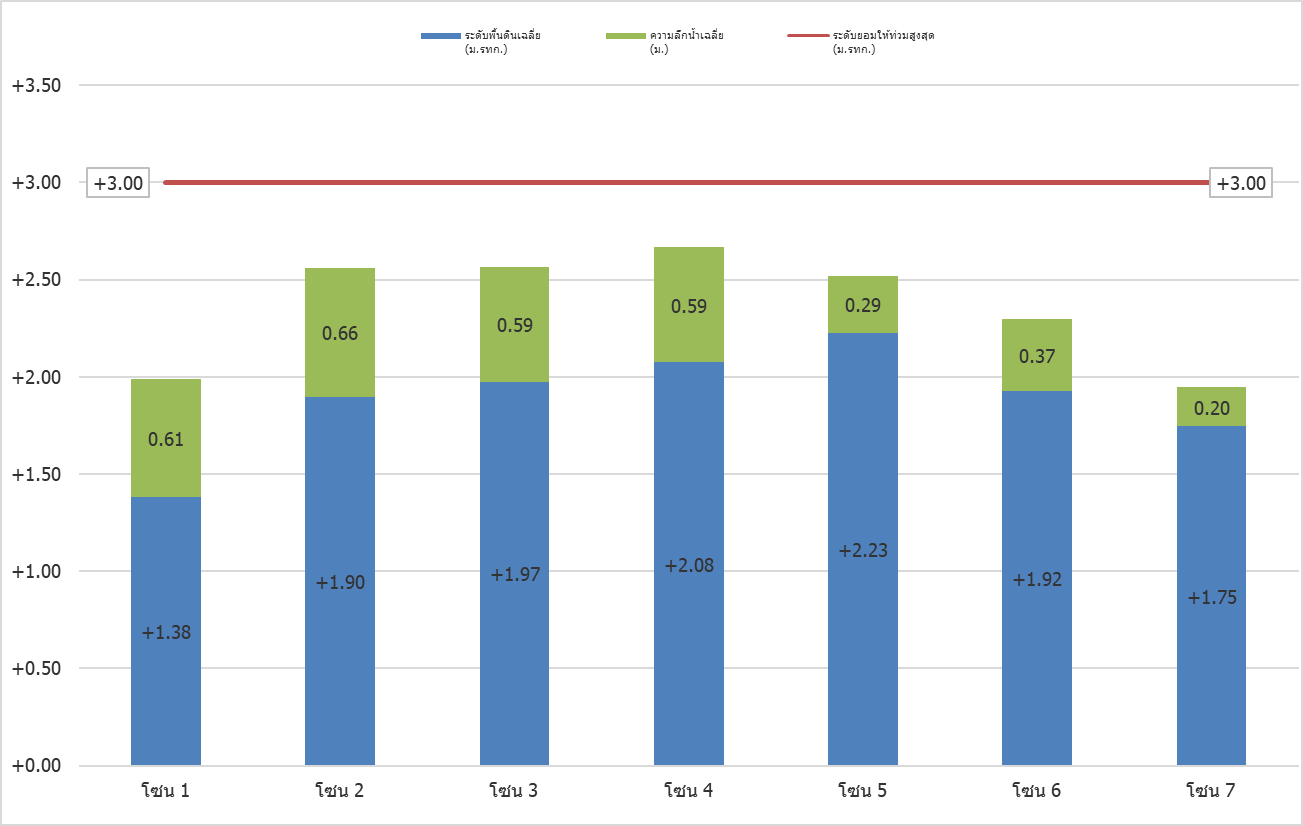 ระดับพื้นดินเฉลี่ย
(ม.รทก.)
ความลึกน้ำเฉลี่ย
(ม.)
ระดับยอมให้ท่วมสูงสุด
(ม.รทก.)
+3.50
+3.00
+3.00
+3.00
+2.50
0.66
0.59
0.59
0.29
0.37
+2.00
0.61
0.20
+1.50
+1.00
+1.38
+1.90
+1.97
+2.08
+2.23
+1.92
+1.75
+0.50
+0.00
โซน 1
โซน 2
โซน 3
โซน 4
โซน 5
โซน 6
โซน 7